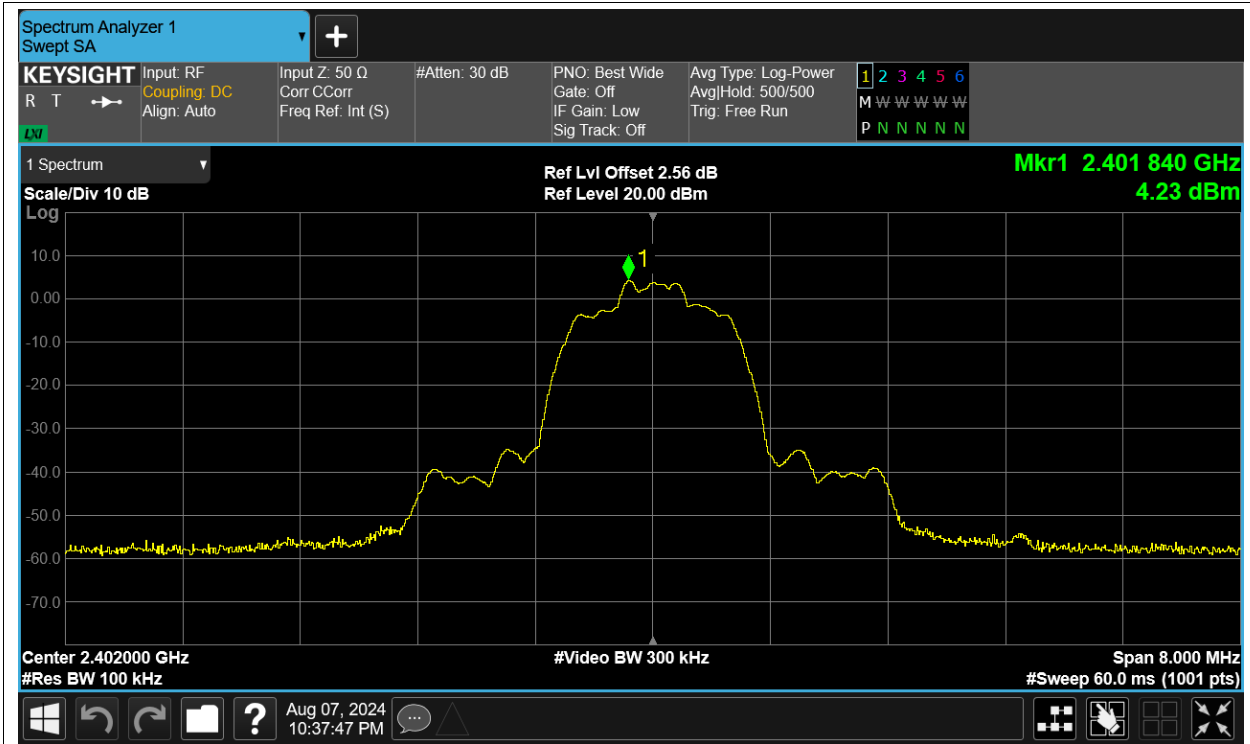 Spectrum Analyzer 1
Swept SA
+
KEYSIGHT
R T
LXI
Input: RF
Coupling: DC
Align: Auto
Input Z: 50 Ω
Corr CCorr
Freq Ref: Int (S)
#Atten: 30 dB
PNO: Best Wide
Gate: Off
IF Gain: Low
Sig Track: Off
Avg Type: Log-Power
Avg|Hold: 500/500
Trig: Free Run
1 2 3 4 5 6
M W W W W W
P N N N N N
1 Spectrum
Scale/Div 10 dB
Ref Lvl Offset 2.56 dB
Ref Level 20.00 dBm
Mkr1 2.401 840 GHz
4.23 dBm
Log
10.0
0.00
-10.0
-20.0
-30.0
-40.0
-50.0
-60.0
-70.0
1
Center 2.402000 GHz
#Res BW 100 kHz
#Video BW 300 kHz
Span 8.000 MHz
#Sweep 60.0 ms (1001 pts)
?
Aug 07, 2024
10:37:47 PM